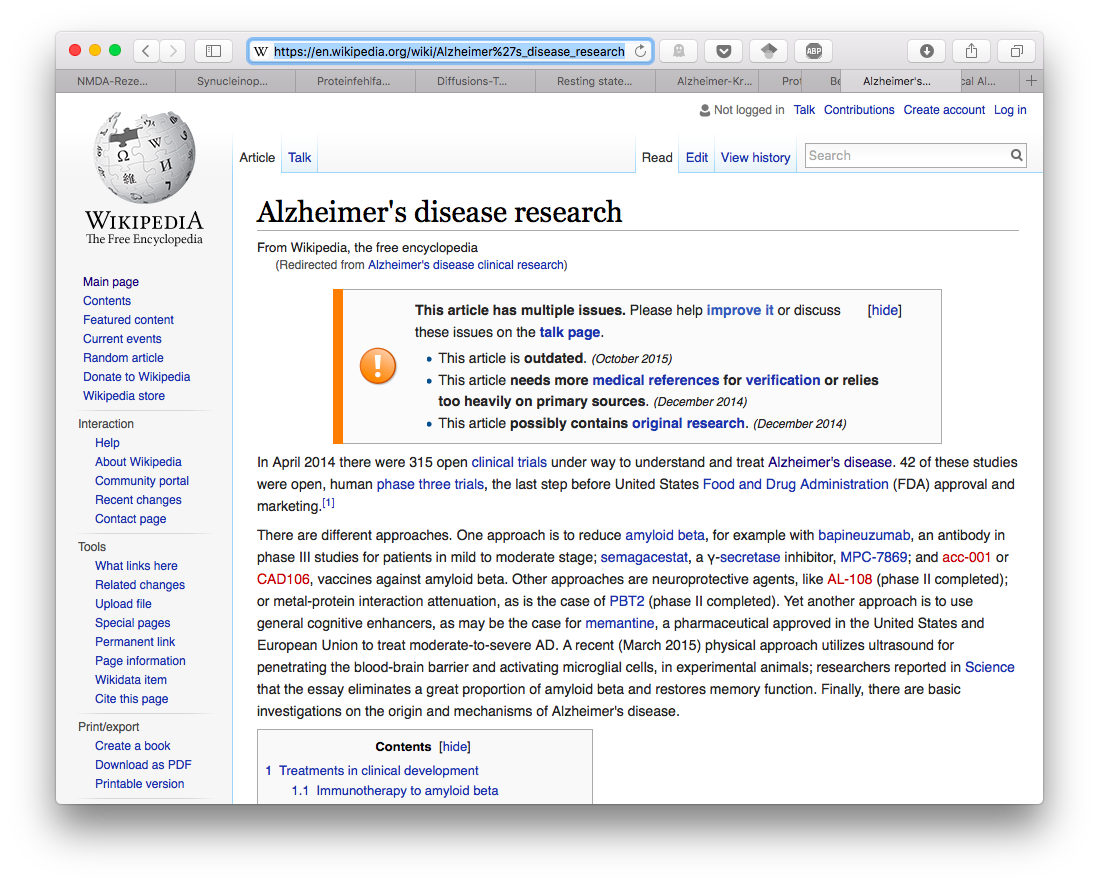 W https://en.wikipedia.org/wiki/Alzheimer%27s_disease_research
ABP
NMDA-Reze... Synucleinop... Proteinfehlfa... Diffusions-T... Resting state... Alzheimer-Kr... Prot Be Alzheimer's... cal Al...
Not logged in Talk Contributions Create account Log in
Article Talk Read Edit View history Search
WIKIPEDIA
The Free Encyclopedia
Main page
Contents
Featured content
Current events
Random article
Donate to Wikipedia
Wikipedia store
Interaction
Help
About Wikipedia
Community portal
Recent changes
Contact page
Tools
What links here
Related changes
Upload file
Special pages
Permanent link
Page information
Wikidata item
Cite this page
Print/export
Create a book
Download as PDF
Printable version
Alzheimer's disease research
From Wikipedia, the free encyclopedia
(Redirected from Alzheimer's disease clinical research)
This article has multiple issues. Please help improve it or discuss [hide]
these issues on the talk page.
• This article is outdated. (October 2015)
• This article needs more medical references for verification or relies
too heavily on primary sources. (December 2014)
• This article possibly contains original research. (December 2014)
In April 2014 there were 315 open clinical trials under way to understand and treat Alzheimer's disease. 42 of these studies
were open, human phase three trials, the last step before United States Food and Drug Administration (FDA) approval and
marketing.[1]
There are different approaches. One approach is to reduce amyloid beta, for example with bapineuzumab, an antibody in
phase III studies for patients in mild to moderate stage; semagacestat, a γ-secretase inhibitor, MPC-7869; and acc-001 or
CAD106, vaccines against amyloid beta. Other approaches are neuroprotective agents, like AL-108 (phase II completed);
or metal-protein interaction attenuation, as is the case of PBT2 (phase II completed). Yet another approach is to use
general cognitive enhancers, as may be the case for memantine, a pharmaceutical approved in the United States and
European Union to treat moderate-to-severe AD. A recent (March 2015) physical approach utilizes ultrasound for
penetrating the blood-brain barrier and activating microglial cells, in experimental animals; researchers reported in Science
that the essay eliminates a great proportion of amyloid beta and restores memory function. Finally, there are basic
investigations on the origin and mechanisms of Alzheimer's disease.
Contents [hide]
1 Treatments in clinical development
1.1 Immunotherapy to amyloid beta